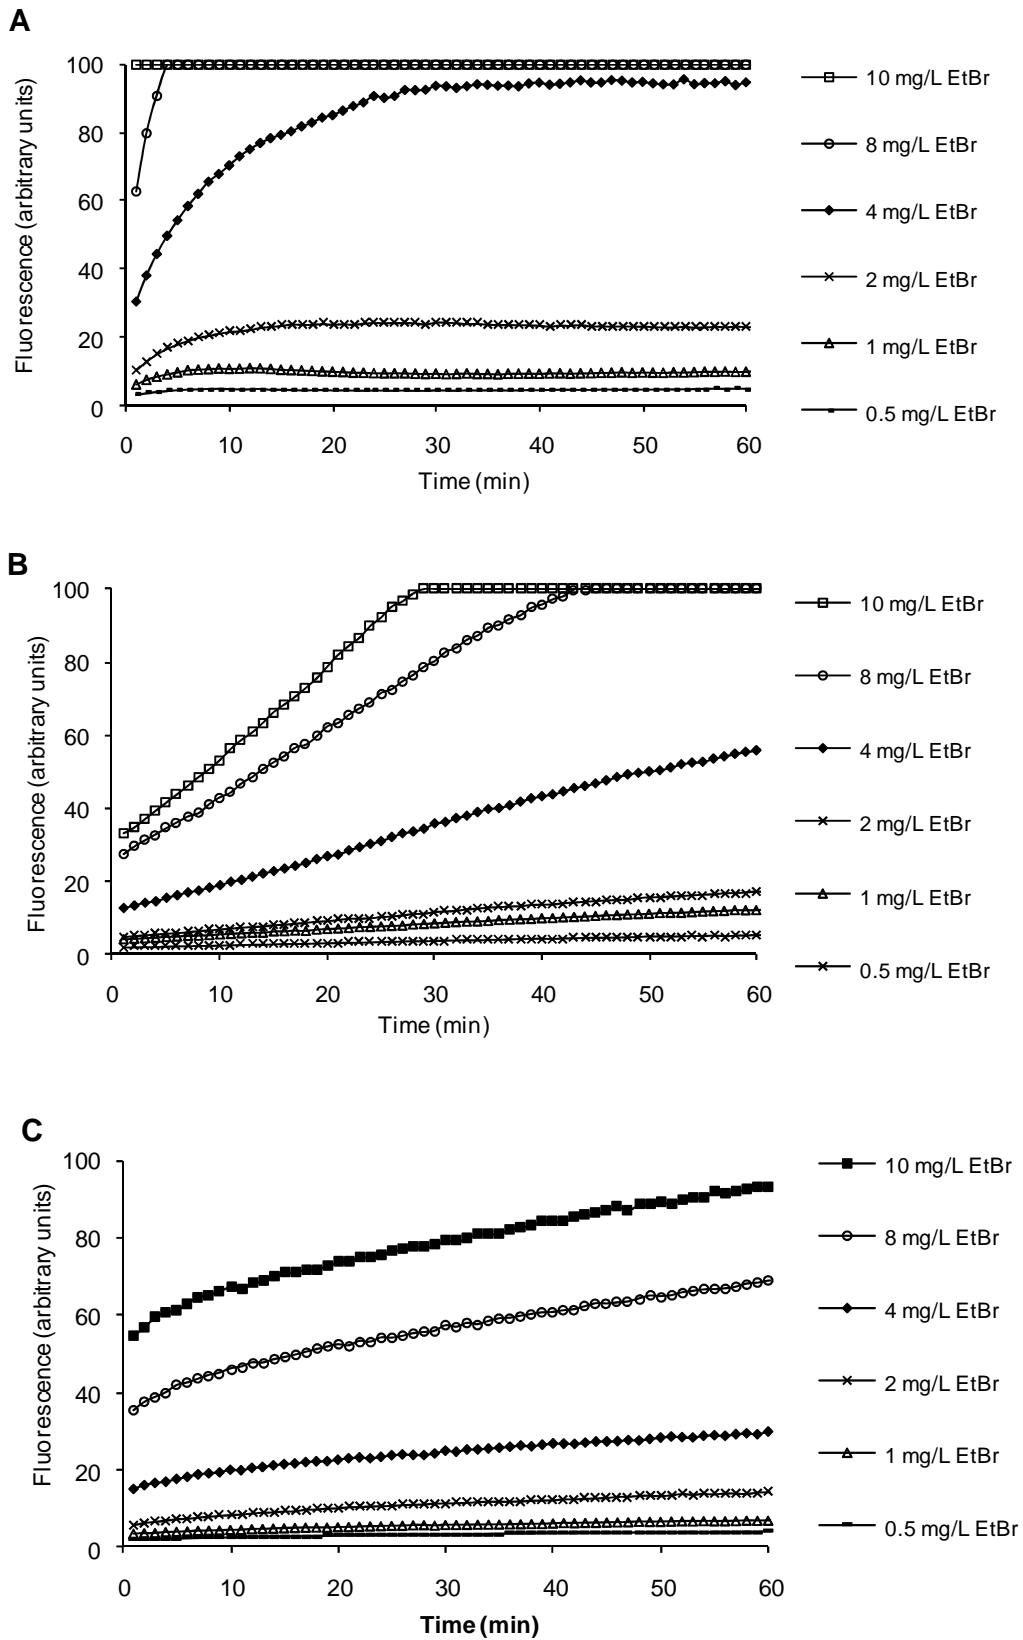 A
Fluorescence (arbitrary units)
100
80
60
40
20
0
0 10 20 30 40 50 60
Time (min)
10 mg/L EtBr
8 mg/L EtBr
4 mg/L EtBr
2 mg/L EtBr
1 mg/L EtBr
0.5 mg/L EtBr
B
Fluorescence (arbitrary units)
100
80
60
40
20
0
0 10 20 30 40 50 60
Time (min)
10 mg/L EtBr
8 mg/L EtBr
4 mg/L EtBr
2 mg/L EtBr
1 mg/L EtBr
0.5 mg/L EtBr
C
Fluorescence (arbitrary units)
100
80
60
40
20
0
0 10 20 30 40 50 60
Time (min)
10 mg/L EtBr
8 mg/L EtBr
4 mg/L EtBr
2 mg/L EtBr
1 mg/L EtBr
0.5 mg/L EtBr